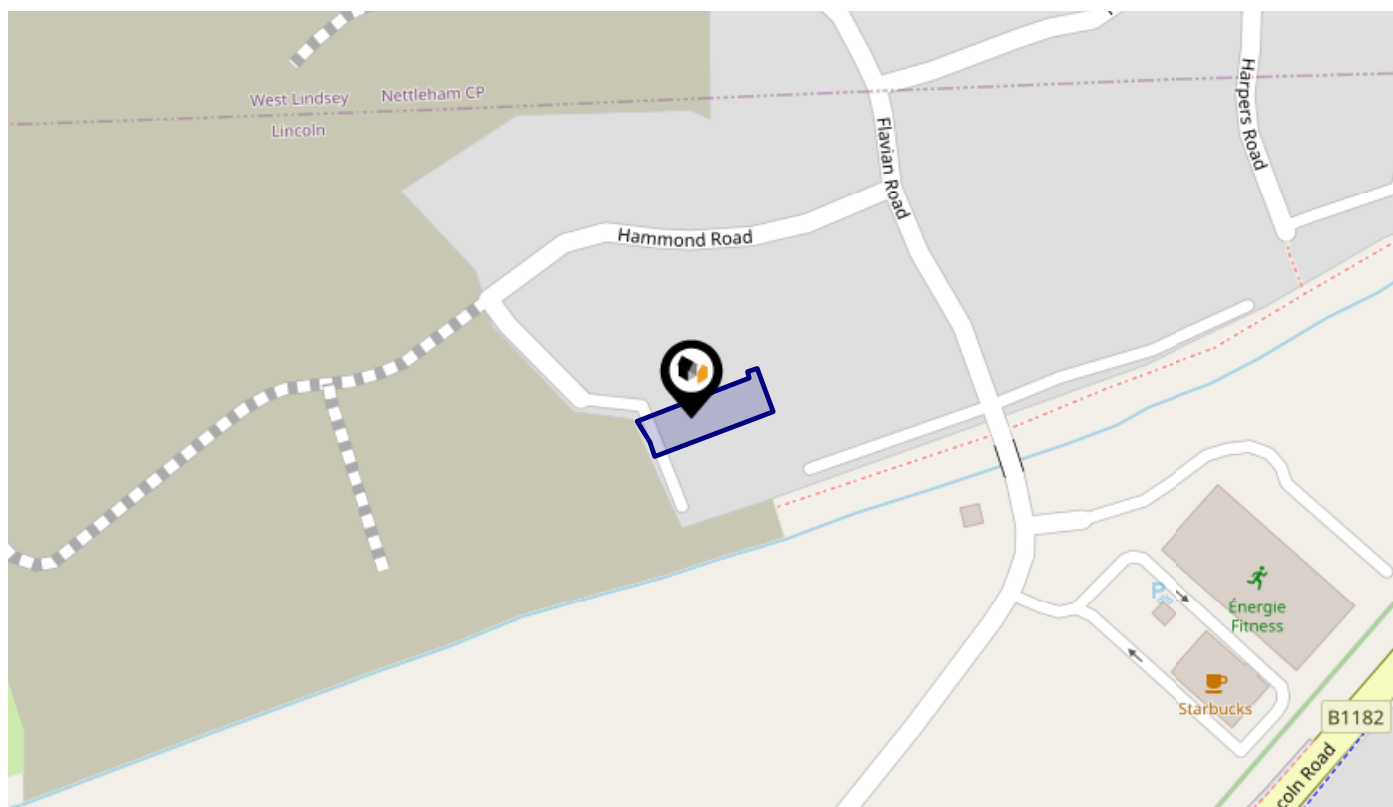 West Lindsey
Nettleham CP
Lincoln
Flavian Road
Harpers Road
Hammond Road
P
Énergie
Fitness
Starbucks
B1182
coln Road